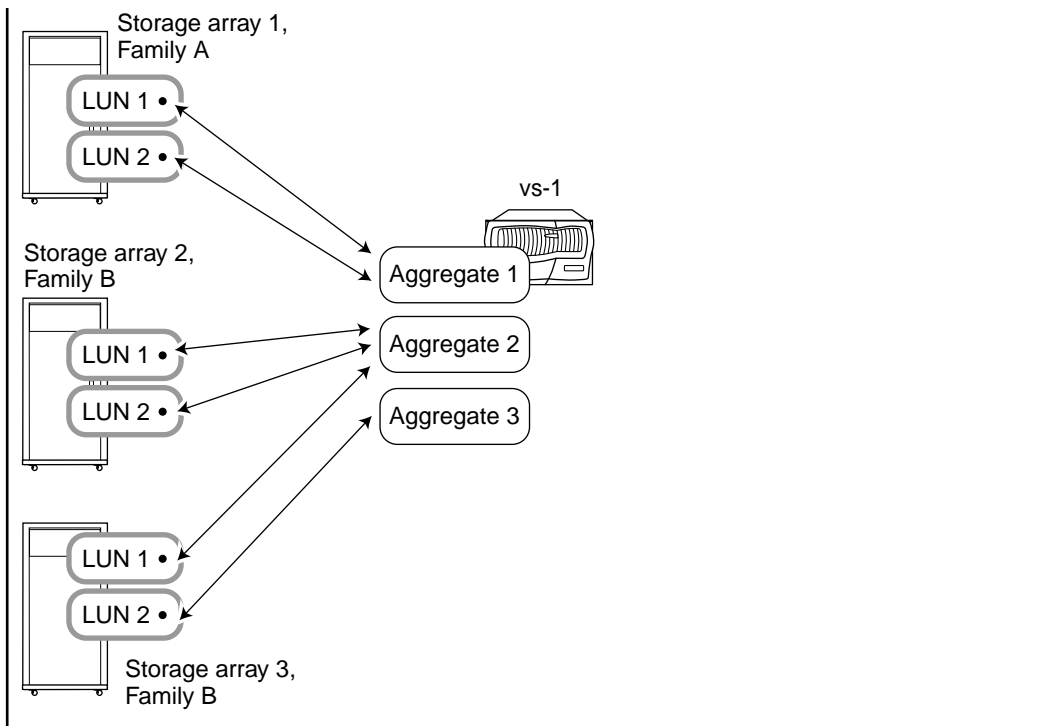 Storage array 1,
Family A
LUN 1
LUN 2
vs-1
Aggregate 1
Storage array 2,
Family B
LUN 1
LUN 2
Aggregate 2
Aggregate 3
LUN 1
LUN 2
Storage array 3,
Family B